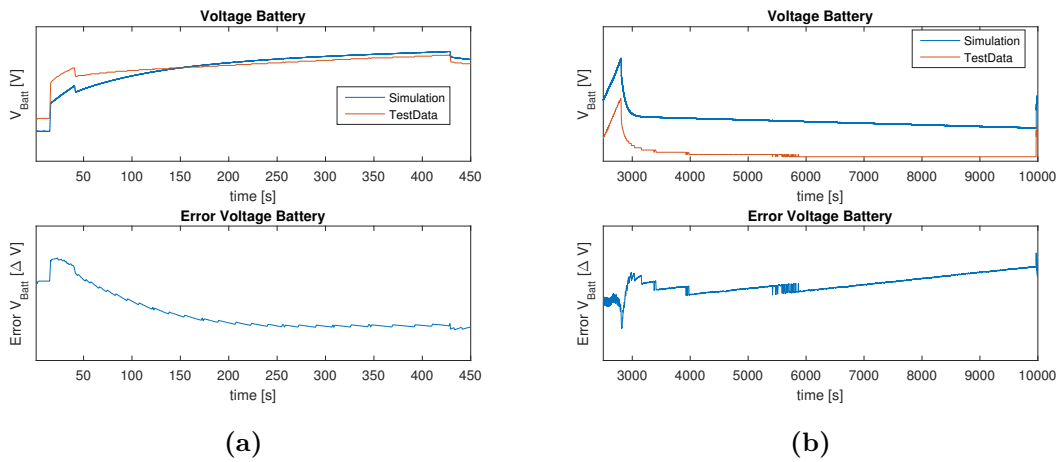 Voltage Battery
V_Batt [V]
Simulation
TestData
50 100 150 200 250 300 350 400 450
time [s]
Error Voltage Battery
Error V_Batt [Δ V]
50 100 150 200 250 300 350 400 450
time [s]
(a)
Voltage Battery
V_Batt [V]
Simulation
TestData
3000 4000 5000 6000 7000 8000 9000 10000
time [s]
Error Voltage Battery
Error V_Batt [Δ V]
3000 4000 5000 6000 7000 8000 9000 10000
time [s]
(b)